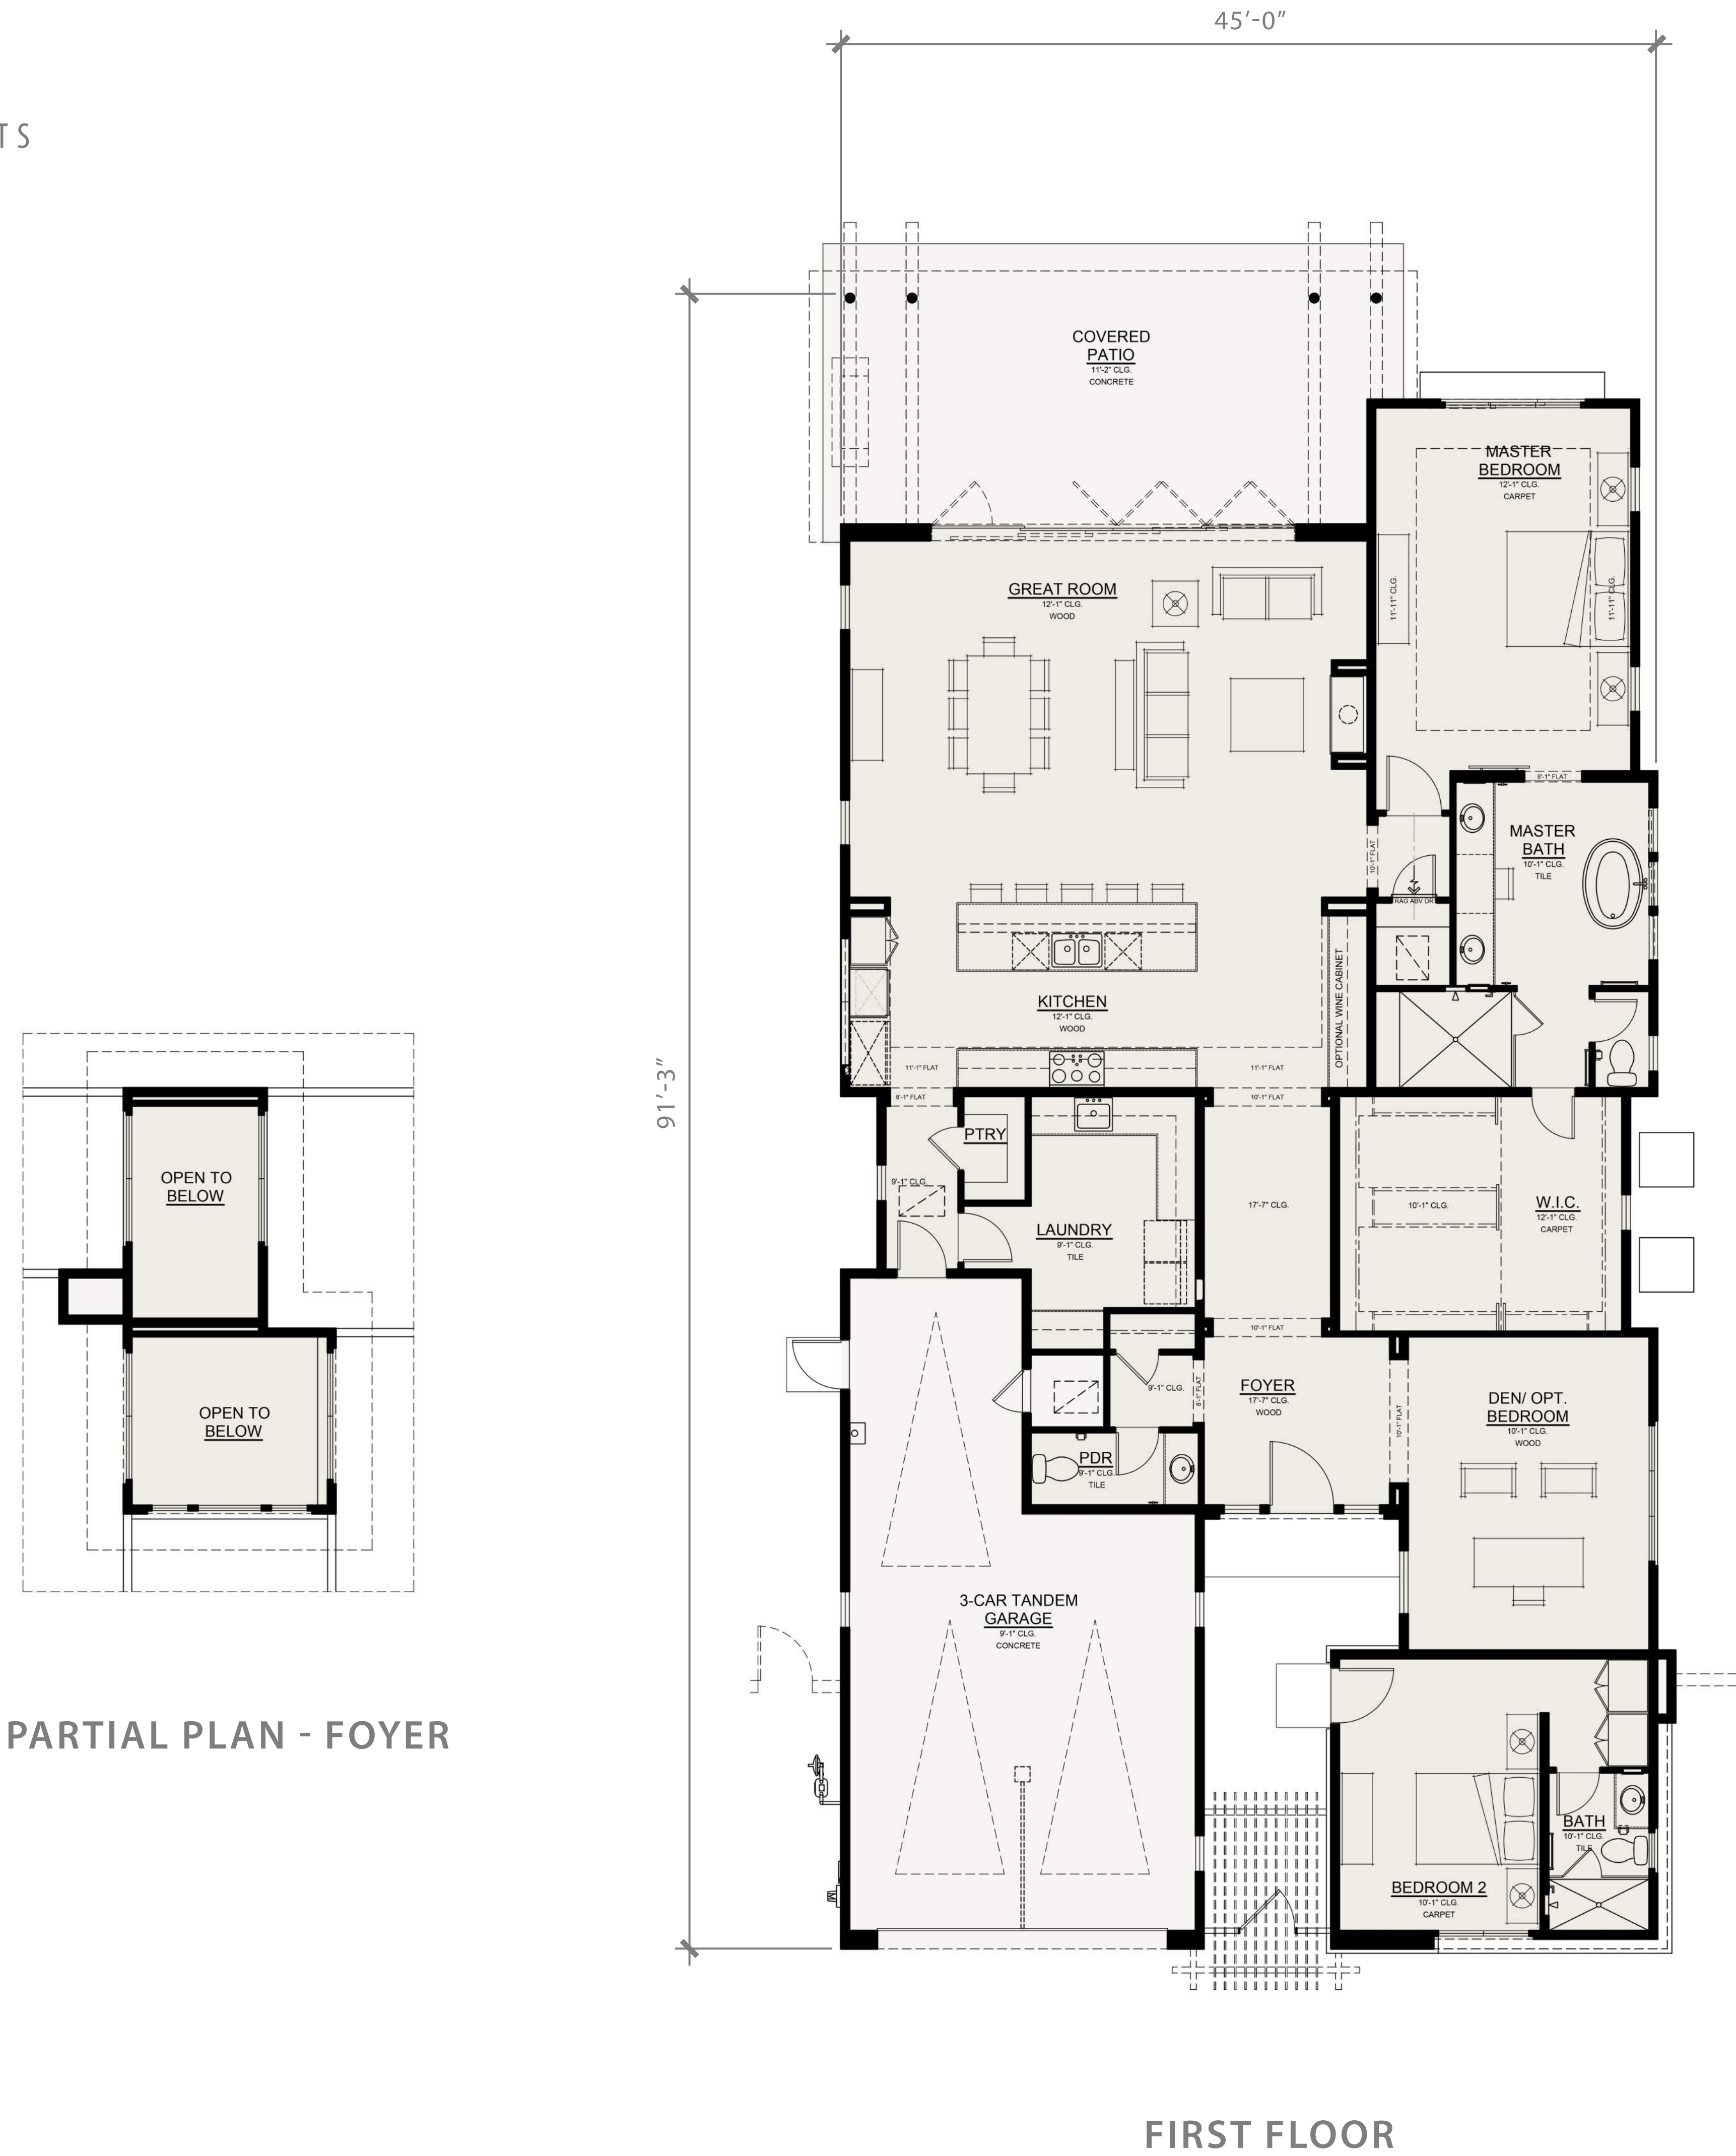 45’-0”
TS
COVERED
PATIO
11'-2" CLG.
CONCRETE
MASTER
BEDROOM
12'-1" CLG.
CARPET
11'-11" CLG.
11'-11" CLG.
GREAT ROOM
12'-1" CLG.
WOOD
8'-1" FLAT
MASTER
BATH
10'-1" CLG.
TILE
10'-1" FLAT
RAG ABV DR
KITCHEN
12'-1" CLG.
WOOD
OPTIONAL WINE CABINET
11'-1" FLAT
11'-1" FLAT
8'-1" FLAT
10'-1" FLAT
91’-3”
PTRY
9'-1" CLG.
LAUNDRY
9'-1" CLG.
TILE
17'-7" CLG.
10'-1" CLG.
W.I.C.
12'-1" CLG.
CARPET
10'-1" FLAT
OPEN TO
BELOW
OPEN TO
BELOW
9'-1" CLG.
8'-1" FLAT
FOYER
17'-7" CLG.
WOOD
10'-1" FLAT
DEN/ OPT.
BEDROOM
10'-1" CLG.
WOOD
PDR
9'-1" CLG.
TILE
3-CAR TANDEM
GARAGE
9'-1" CLG.
CONCRETE
PARTIAL PLAN - FOYER
BATH
10'-1" CLG.
TILE
BEDROOM 2
10'-1" CLG.
CARPET
M
FIRST FLOOR